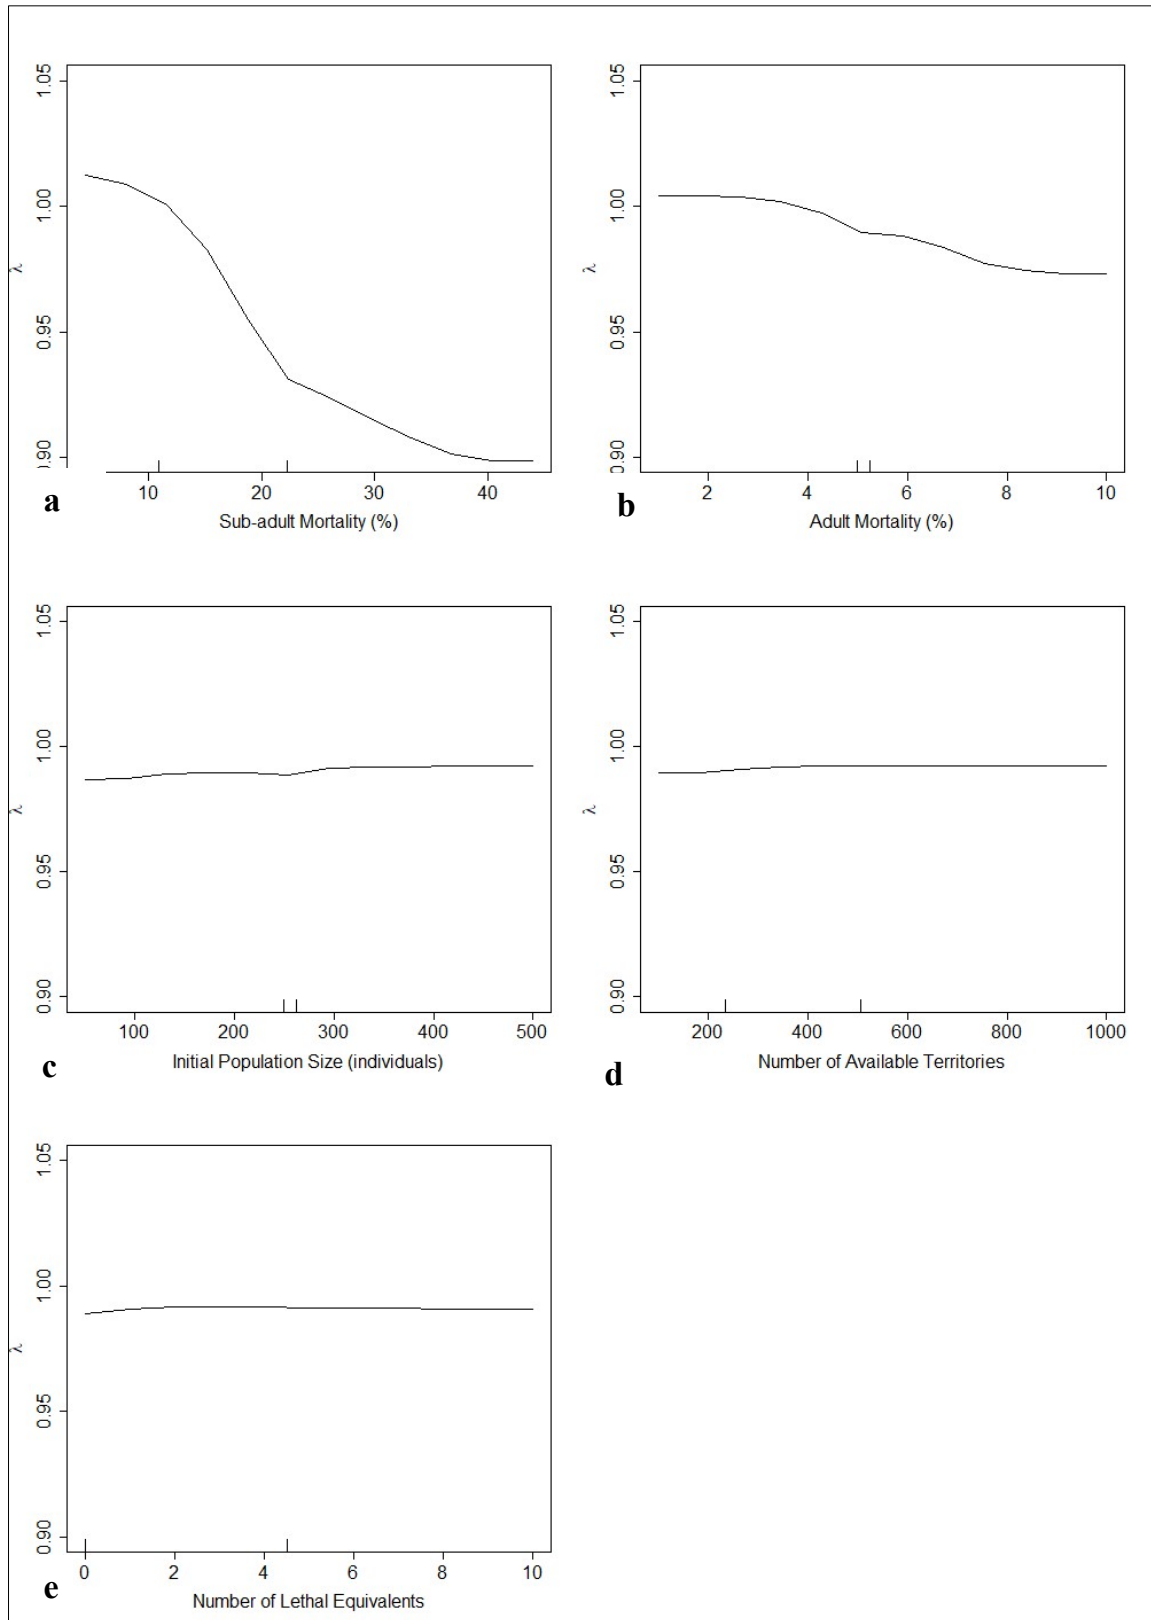 1.05
1.00
λ
0.95
0.90
10 20 30 40
a
Sub-adult Mortality (%)
1.05
1.00
λ
0.95
0.90
2 4 6 8 10
b
Adult Mortality (%)
1.05
1.00
λ
0.95
0.90
100 200 300 400 500
c
Initial Population Size (individuals)
1.05
1.00
λ
0.95
0.90
200 400 600 800 1000
d
Number of Available Territories
1.05
1.00
λ
0.95
0.90
0 2 4 6 8 10
e
Number of Lethal Equivalents